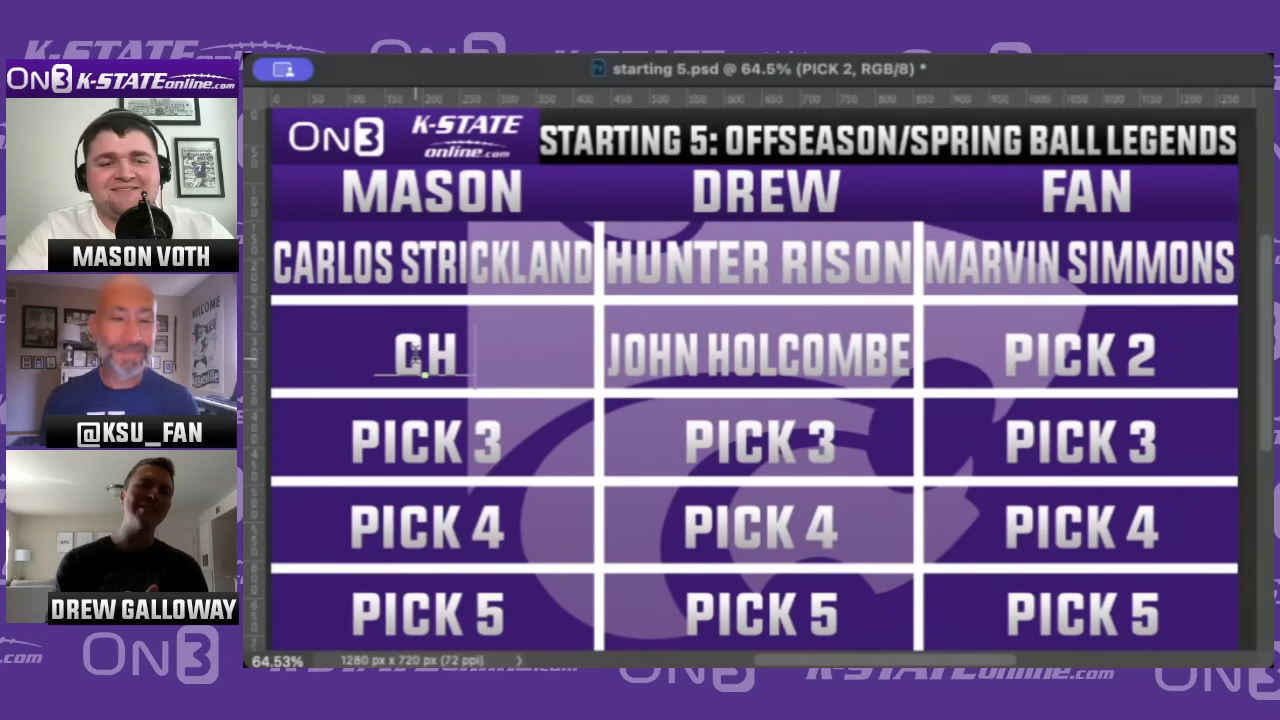 ON3 K-STATE online.com
MASON VOTH
WELCOME
@KSU_FAN
DREW GALLOWAY
starting 5.psd @ 64.5% (PICK 2, RGB/8) *
ON3 K-STATE online.com
STARTING 5: OFFSEASON/SPRING BALL LEGENDS
MASON DREW FAN
CARLOS STRICKLAND HUNTER RISON MARVIN SIMMONS
CH JOHN HOLCOMBE PICK 2
PICK 3 PICK 3 PICK 3
PICK 4 PICK 4 PICK 4
PICK 5 PICK 5 PICK 5
64.53% 1280 px x 720 px (72 ppi)